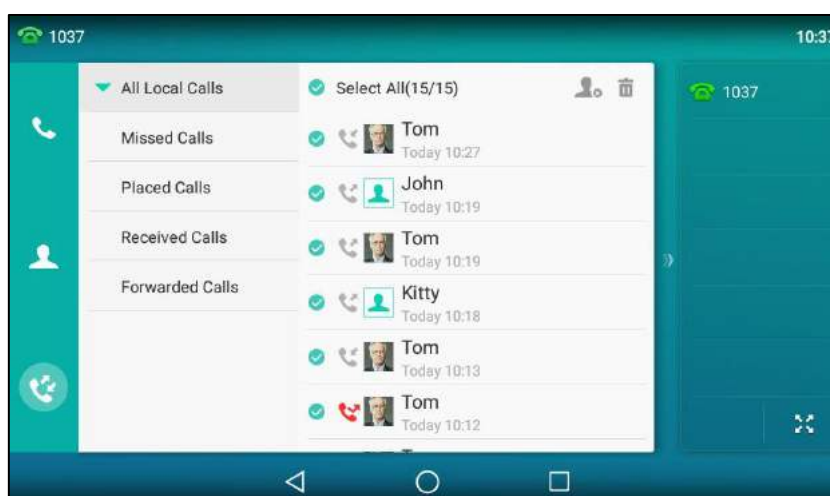 1037
10:37
All Local Calls
Missed Calls
Placed Calls
Received Calls
Forwarded Calls
Select All(15/15)
Tom
Today 10:27
John
Today 10:19
Tom
Today 10:19
Kitty
Today 10:18
Tom
Today 10:13
Tom
Today 10:12
1037